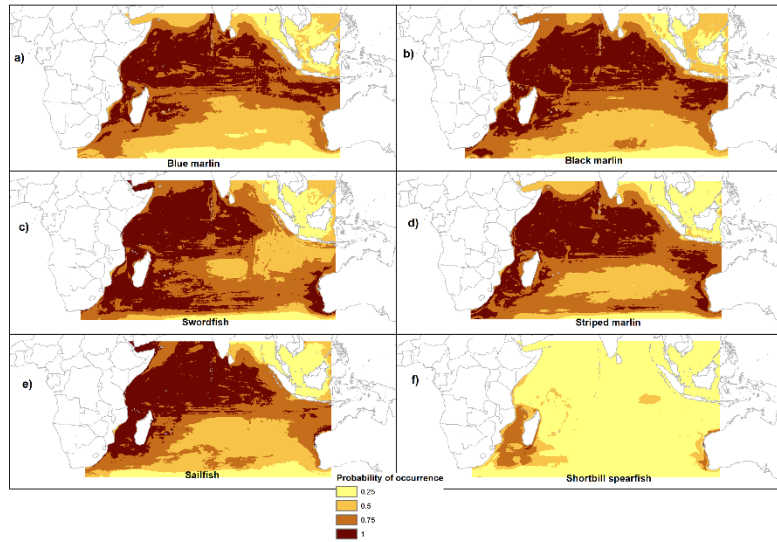 a)
Blue marlin
b)
Black marlin
c)
Swordfish
d)
Striped marlin
e)
Sailfish
f)
Shortbill spearfish
Probability of occurrence
0.25
0.5
0.75
1